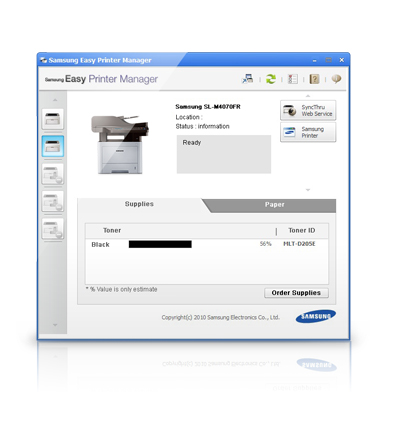 Samsung Easy Printer Manager
Samsung Easy Printer Manager
Samsung SL-M4070FR
Location :
Status : information
Ready
SyncThru
Web Service
Samsung
Printer
Supplies
Paper
Toner
Toner ID
Black
56%
MLT-D205E
* % Value is only estimate
Order Supplies
Copyright(c) 2010 Samsung Electronics Co., Ltd.
SAMSUNG